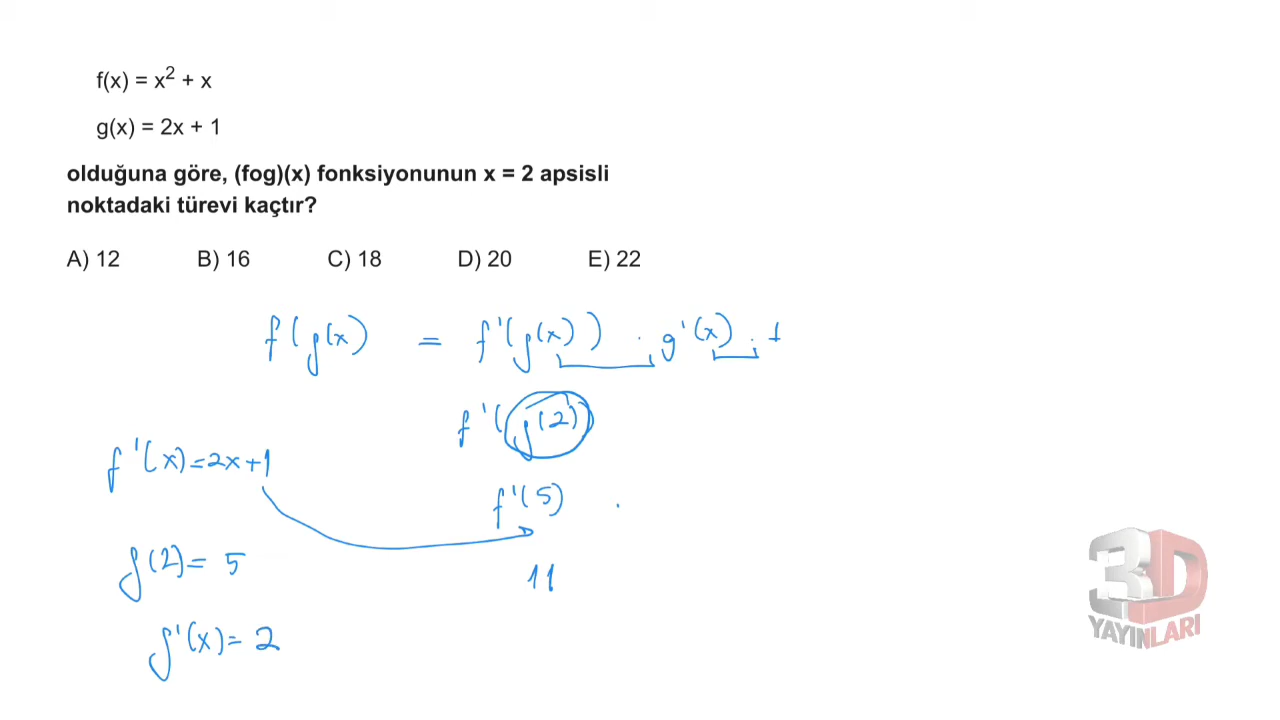 f(x) = x² + x
g(x) = 2x + 1
olduğuna göre, (fog)(x) fonksiyonunun x = 2 apsisli
noktadaki türevi kaçtır?
A) 12 B) 16 C) 18 D) 20 E) 22
f(g(x) = f'(g(x)) · g'(x) · 1
f'(g(2))
f'(x)=2x+1
f'(5) ·
g(2)= 5
11
g'(x)= 2
3D
YAYINLARI